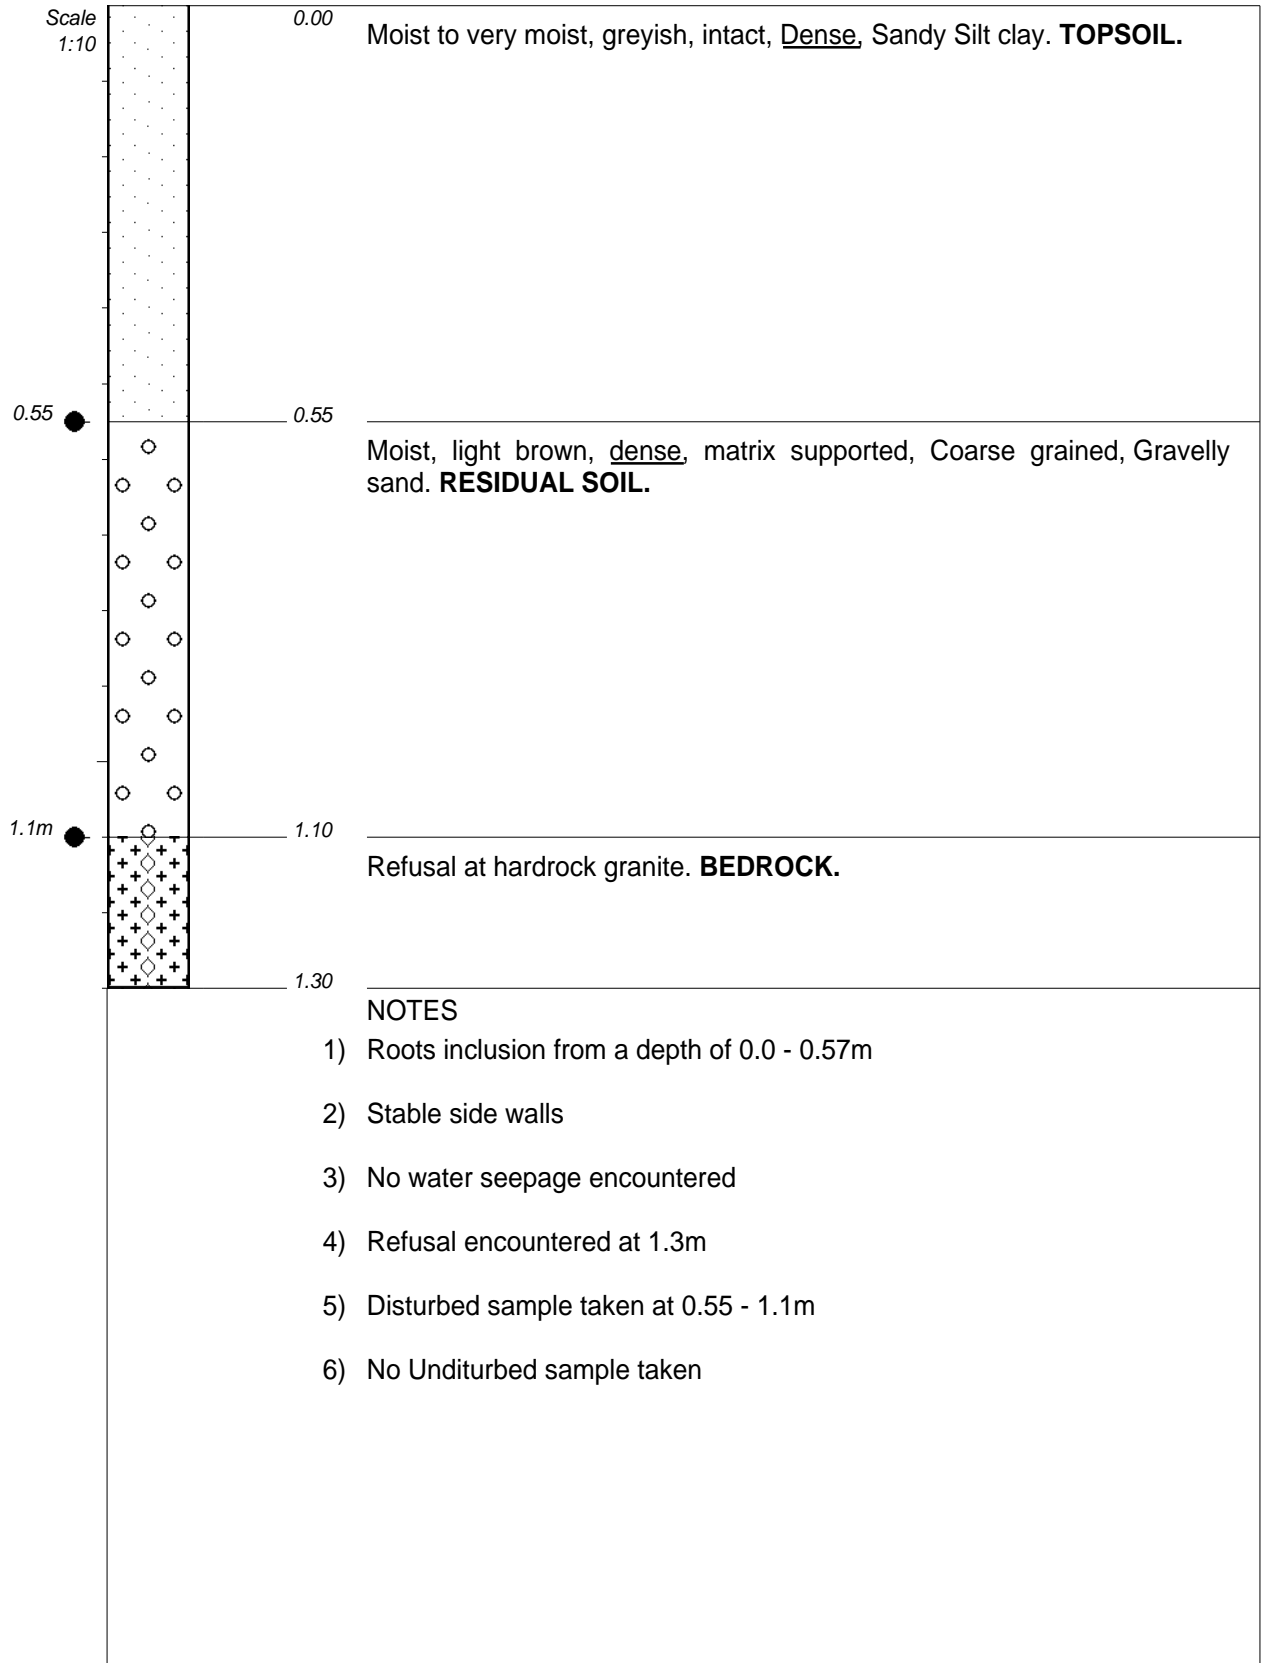 Scale
1:10
0.00
Moist to very moist, greyish, intact, Dense, Sandy Silt clay. TOPSOIL.
0.55
0.55
Moist, light brown, dense, matrix supported, Coarse grained, Gravelly
sand. RESIDUAL SOIL.
1.1m
1.10
Refusal at hardrock granite. BEDROCK.
1.30
NOTES
1) Roots inclusion from a depth of 0.0 - 0.57m
2) Stable side walls
3) No water seepage encountered
4) Refusal encountered at 1.3m
5) Disturbed sample taken at 0.55 - 1.1m
6) No Unditurbed sample taken